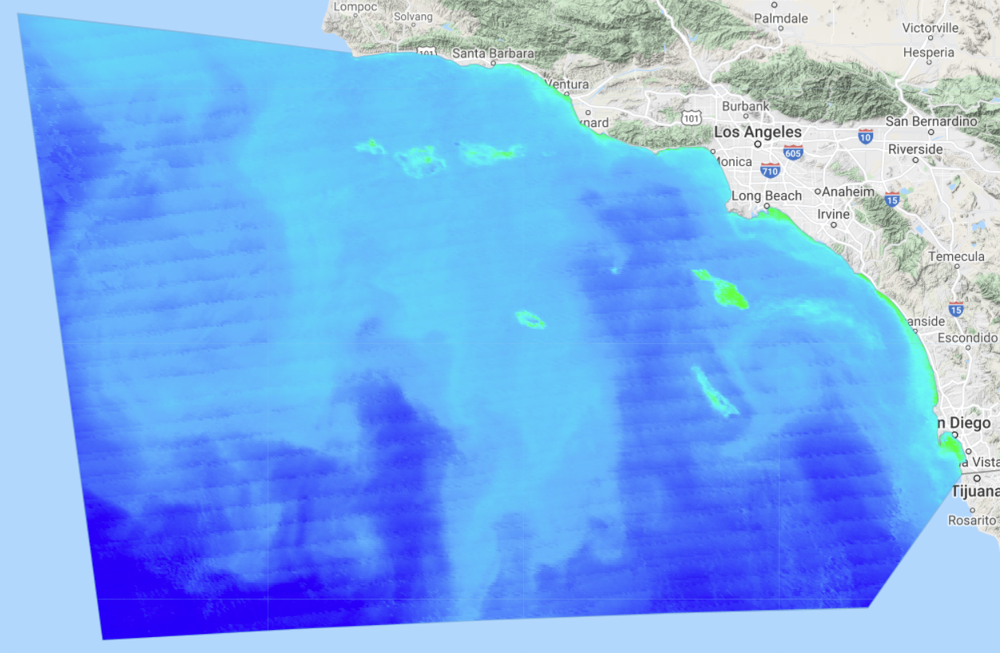 Lompoc
Solvang
Palmdale
Victorville
Hesperia
101
Santa Barbara
Ventura
Burbank
101
nard
Los Angeles
San Bernardino
10
605
Riverside
Monica
710
Long Beach
Anaheim
15
Irvine
Temecula
15
anside
Escondido
n Diego
a Vista
Tijuana
Rosarito